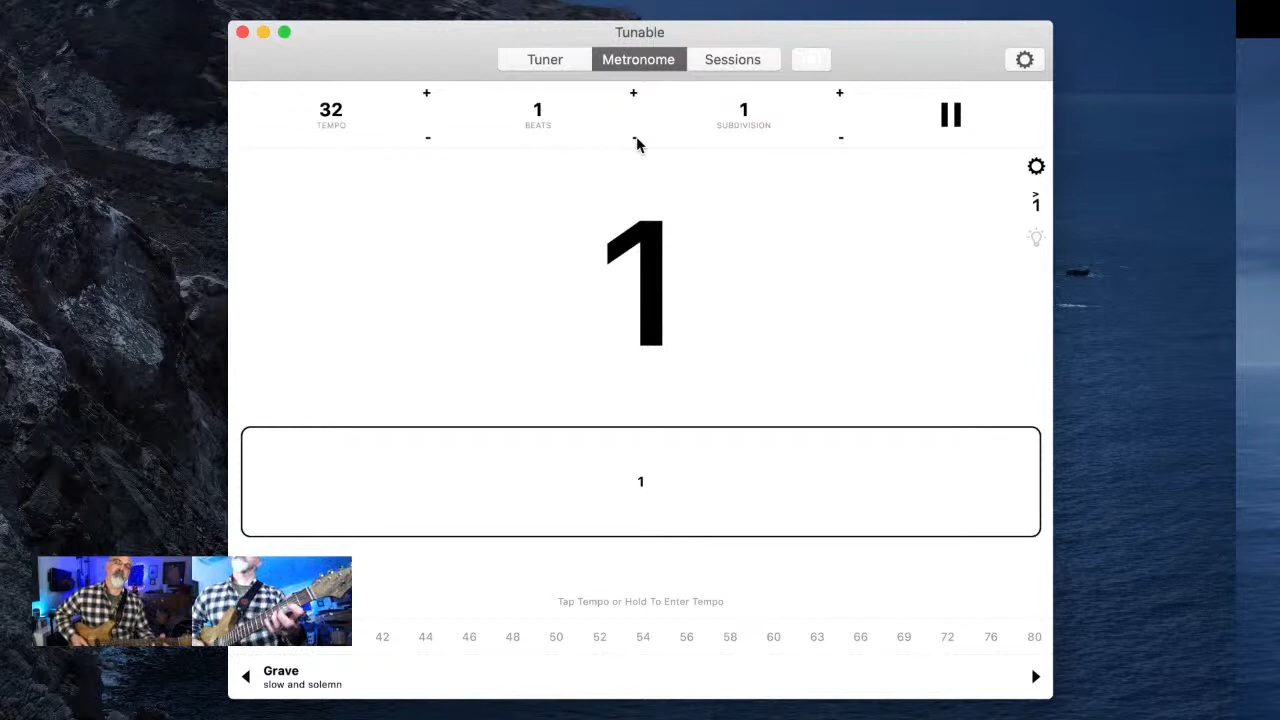 Tunable
Tuner Metronome Sessions
+ + +
32 1 1
TEMPO BEATS SUBDIVISION
- - -
>
1
1
1
Tap Tempo or Hold To Enter Tempo
42 44 46 48 50 52 54 56 58 60 63 66 69 72 76 80
Grave
slow and solemn